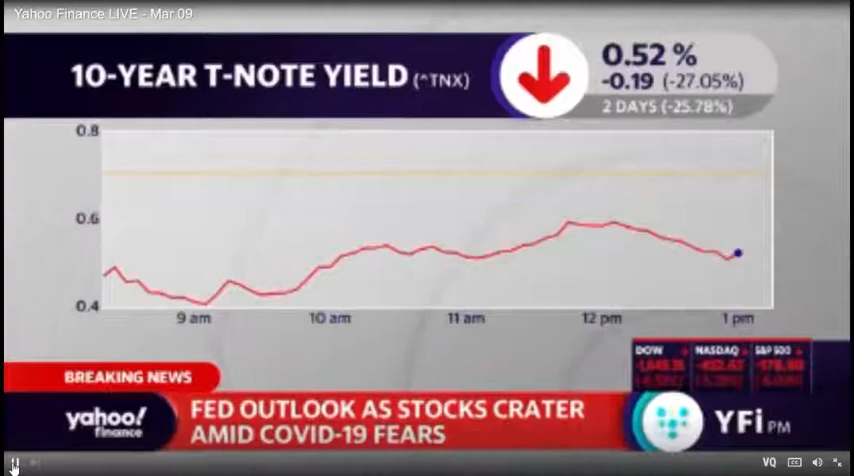 Yahoo Finance LIVE - Mar 09
10-YEAR T-NOTE YIELD (^TNX)
0.52 %
-0.19 (-27.05%)
2 DAYS (-25.78%)
0.8
0.6
0.4
9 am 10 am 11 am 12 pm 1 pm
DOW NASDAQ S&P 500
BREAKING NEWS
yahoo!
finance
FED OUTLOOK AS STOCKS CRATER
AMID COVID-19 FEARS
YFi PM
VQ
CC